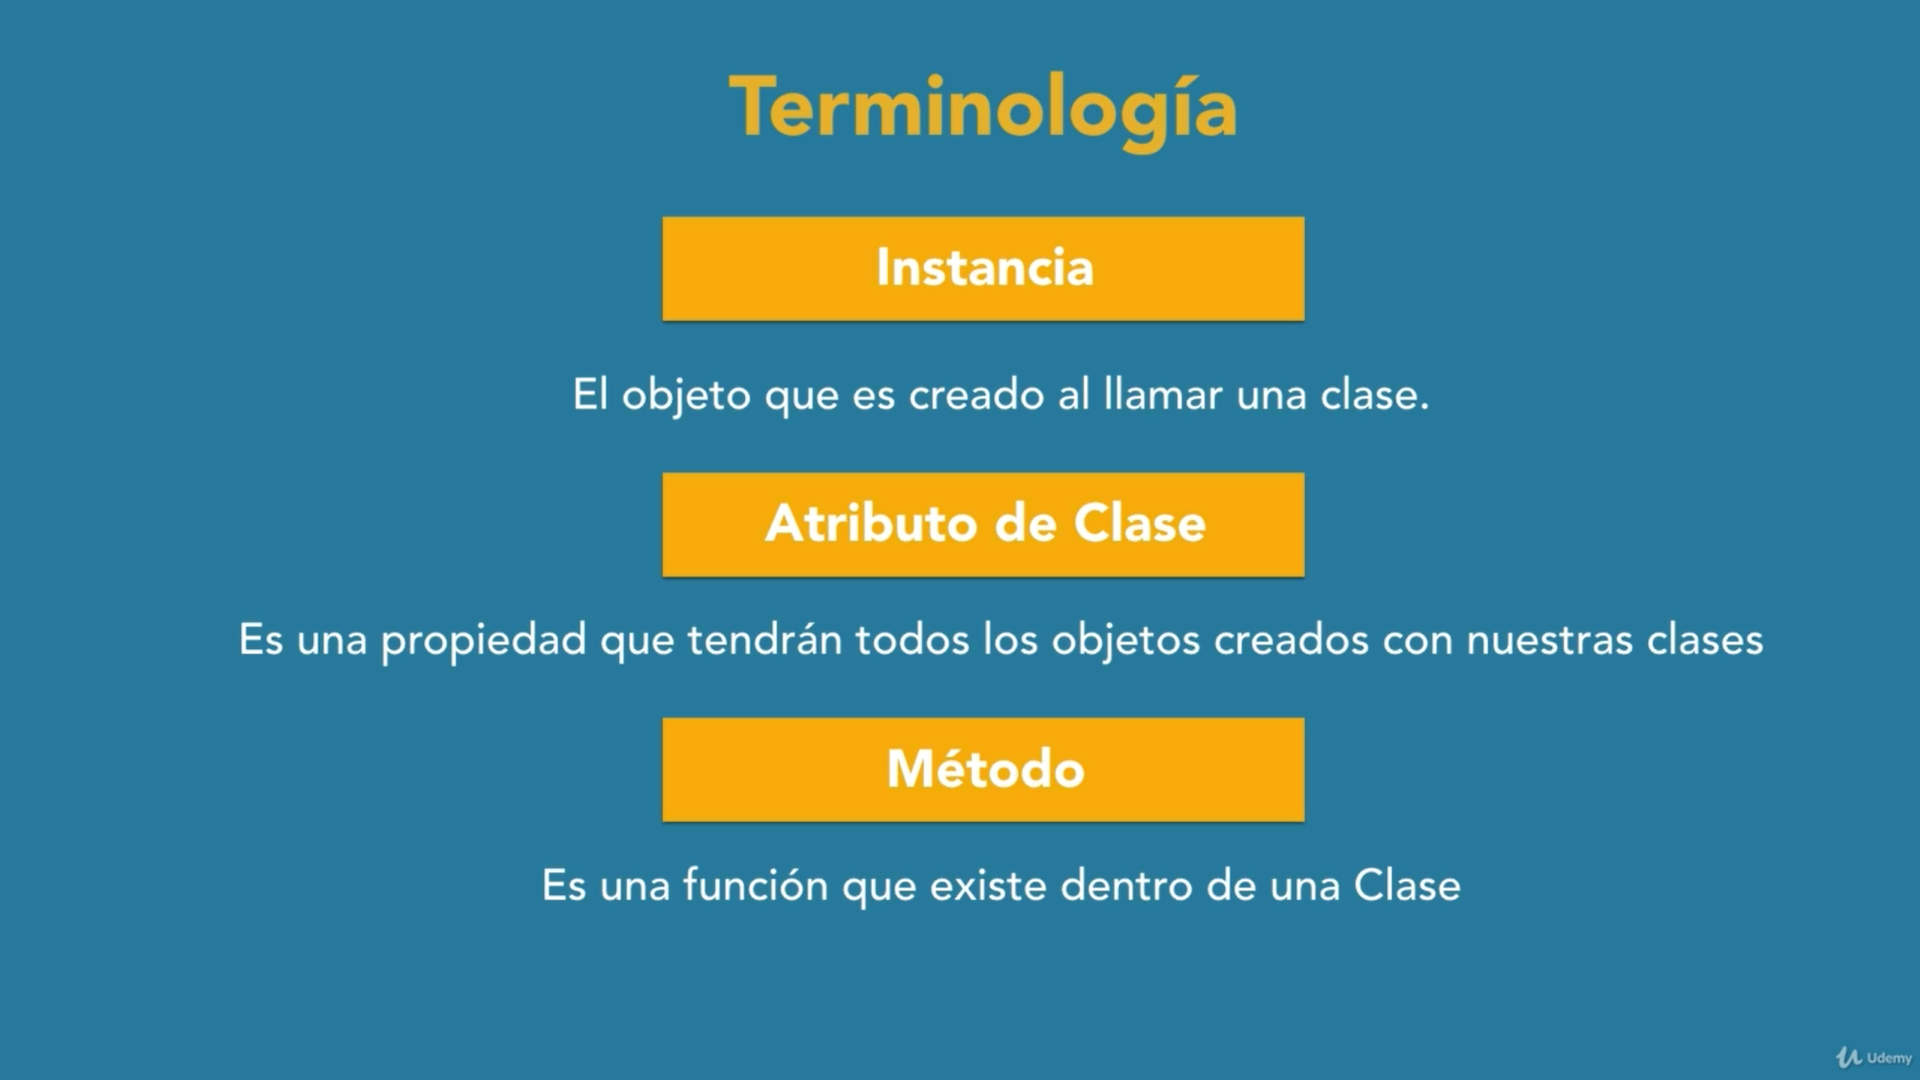 Terminología
Instancia
El objeto que es creado al llamar una clase.
Atributo de Clase
Es una propiedad que tendrán todos los objetos creados con nuestras clases
Método
Es una función que existe dentro de una Clase
Udemy